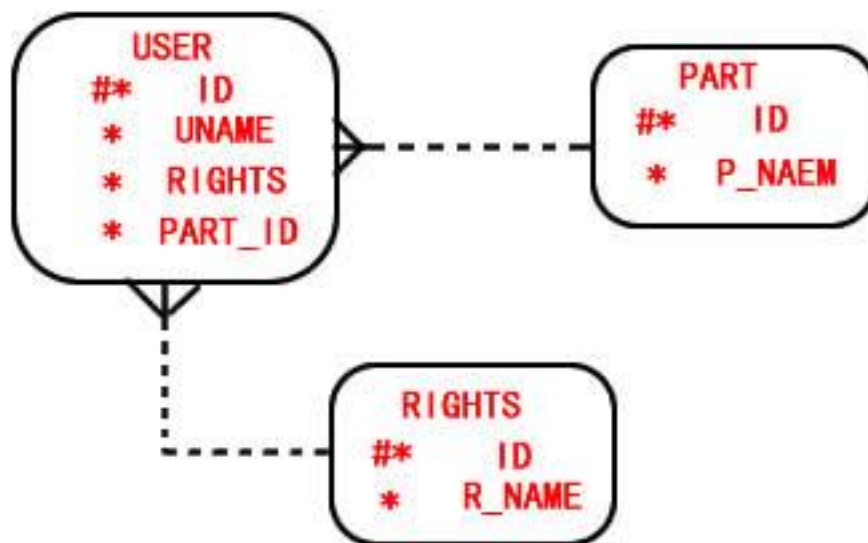 USER
#* ID
* UNAME
* RIGHTS
* PART_ID
PART
#* ID
* P_NAEM
RIGHTS
#* ID
* R_NAME